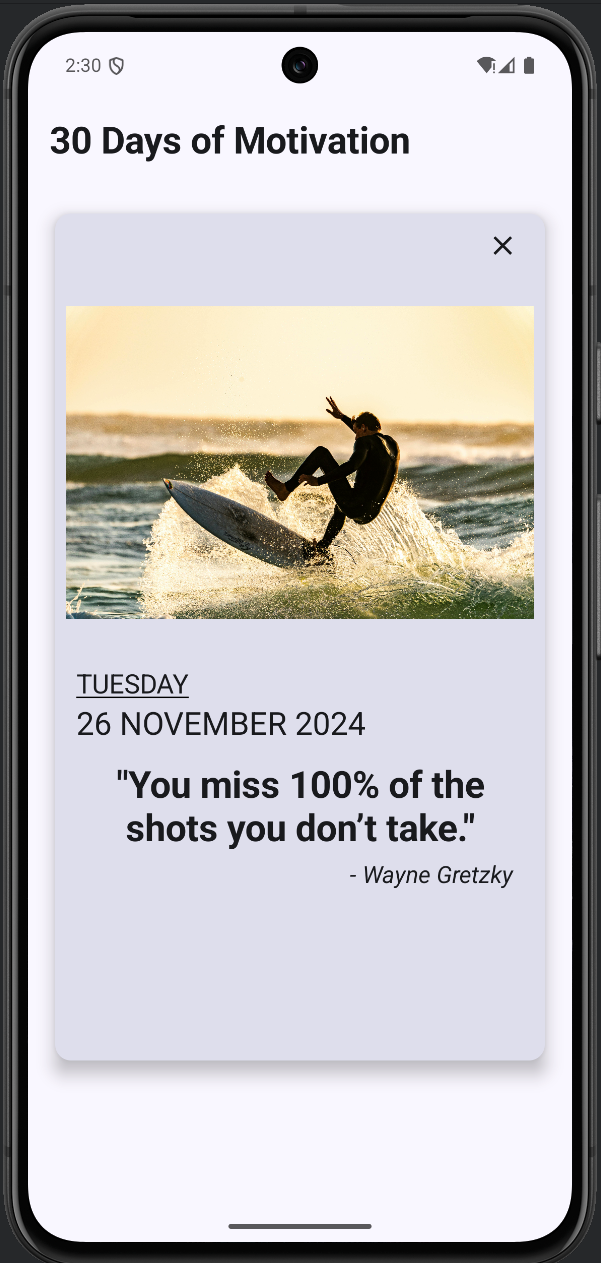 2:30
30 Days of Motivation
TUESDAY
26 NOVEMBER 2024
"You miss 100% of the
shots you don’t take."
- Wayne Gretzky